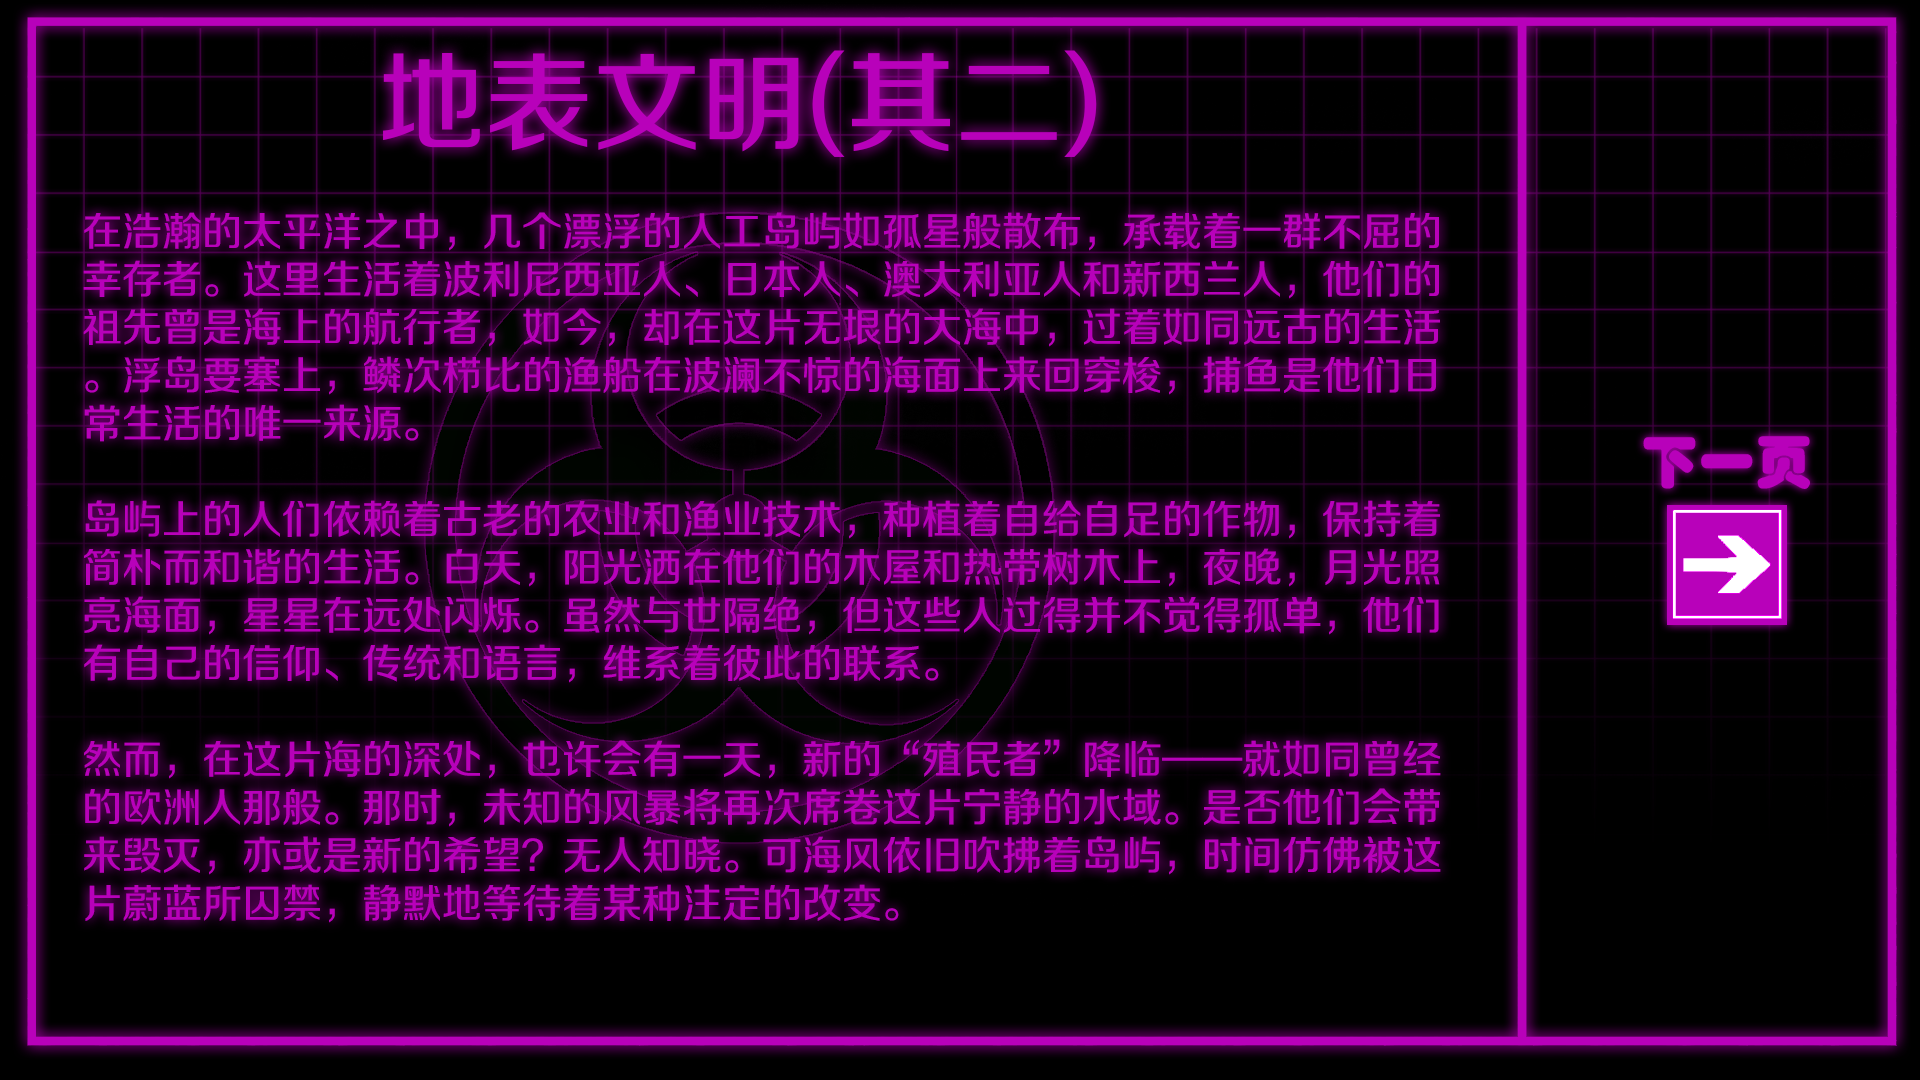 地表文明(其二)
在浩瀚的太平洋之中，几个漂浮的人工岛屿如孤星般散布，承载着一群不屈的
幸存者。这里生活着波利尼西亚人、日本人、澳大利亚人和新西兰人，他们的
祖先曾是海上的航行者，如今，却在这片无垠的大海中，过着如同远古的生活
。浮岛要塞上，鳞次栉比的渔船在波澜不惊的海面上来回穿梭，捕鱼是他们日
常生活的唯一来源。
岛屿上的人们依赖着古老的农业和渔业技术，种植着自给自足的作物，保持着
简朴而和谐的生活。白天，阳光洒在他们的木屋和热带树木上，夜晚，月光照
亮海面，星星在远处闪烁。虽然与世隔绝，但这些人过得并不觉得孤单，他们
有自己的信仰、传统和语言，维系着彼此的联系。
然而，在这片海的深处，也许会有一天，新的“殖民者”降临——就如同曾经
的欧洲人那般。那时，未知的风暴将再次席卷这片宁静的水域。是否他们会带
来毁灭，亦或是新的希望？无人知晓。可海风依旧吹拂着岛屿，时间仿佛被这
片蔚蓝所囚禁，静默地等待着某种注定的改变。
下一页